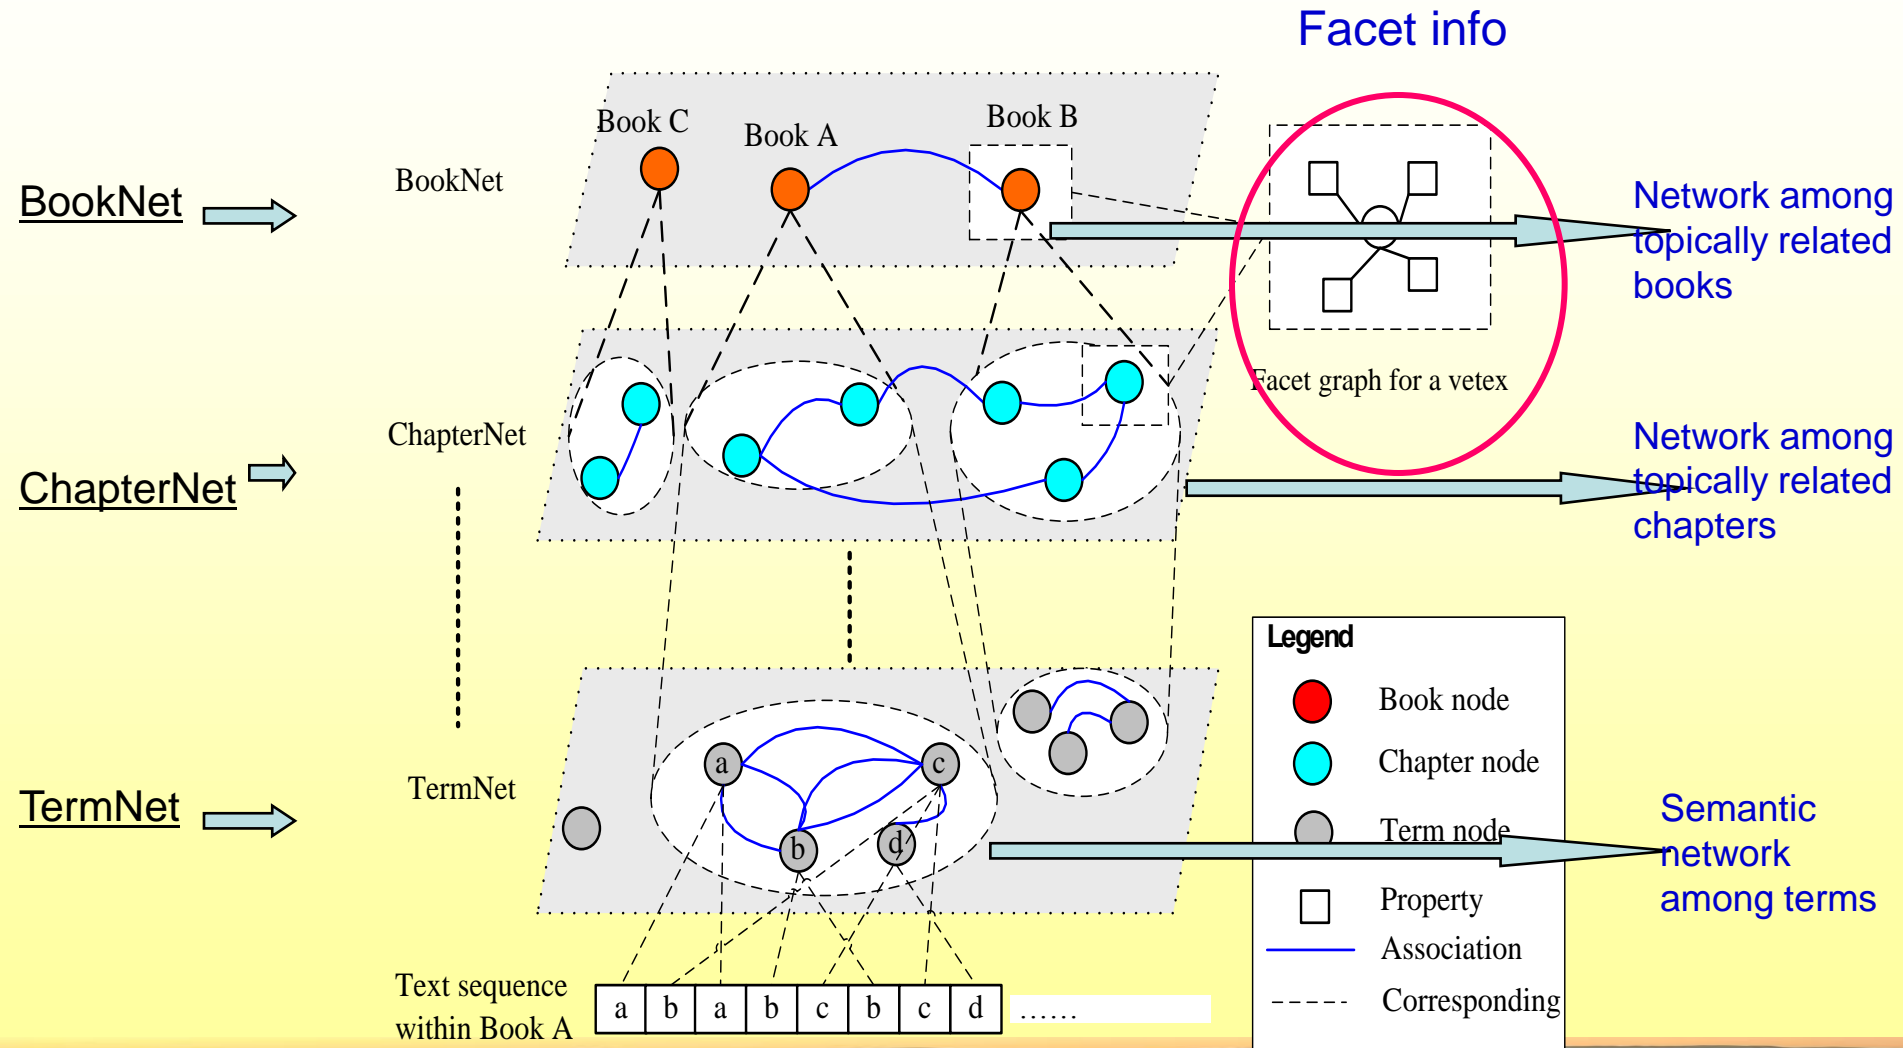 Facet info
Book C
Book A
Book B
BookNet
BookNet
Network among
topically related
books
Facet graph for a vetex
ChapterNet
ChapterNet
Network among
topically related
chapters
Legend
Book node
Chapter node
Term node
Property
Association
Corresponding
TermNet
TermNet
a
c
b
d
Semantic
network
among terms
Text sequence
within Book A
a b a b c b c d ......